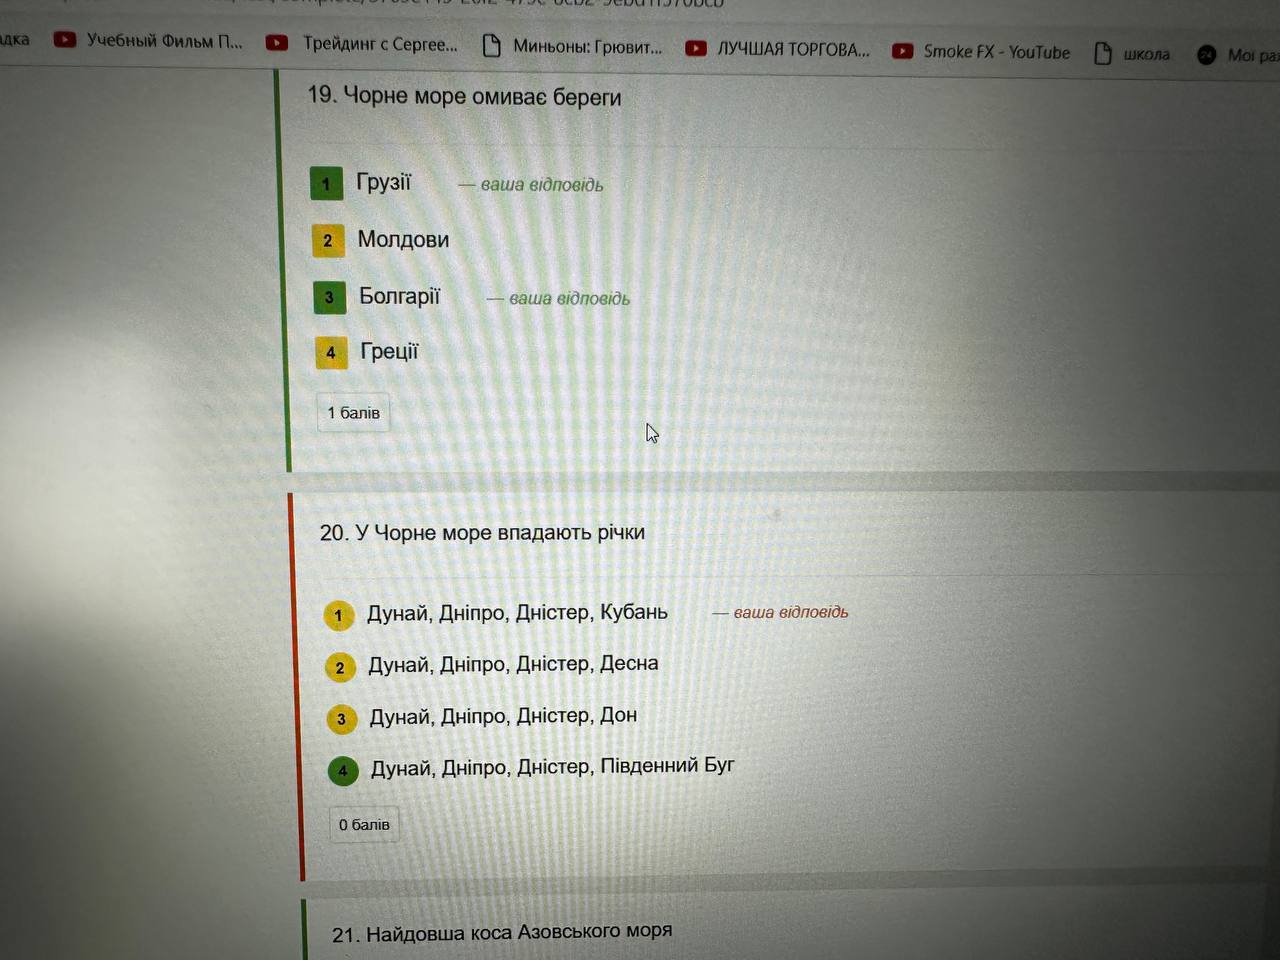 Учебный Фильм П...
Трейдинг с Сергее...
Миньоны: Грювит...
ЛУЧШАЯ ТОРГОВА...
Smoke FX - YouTube
школа
24
Мої
19. Чорне море омиває береги
1 Грузії — ваша відповідь
2 Молдови
3 Болгарії — ваша відповідь
4 Греції
1 балів
20. У Чорне море впадають річки
1 Дунай, Дніпро, Дністер, Кубань — ваша відповідь
2 Дунай, Дніпро, Дністер, Десна
3 Дунай, Дніпро, Дністер, Дон
4 Дунай, Дніпро, Дністер, Південний Буг
0 балів
21. Найдовша коса Азовського моря